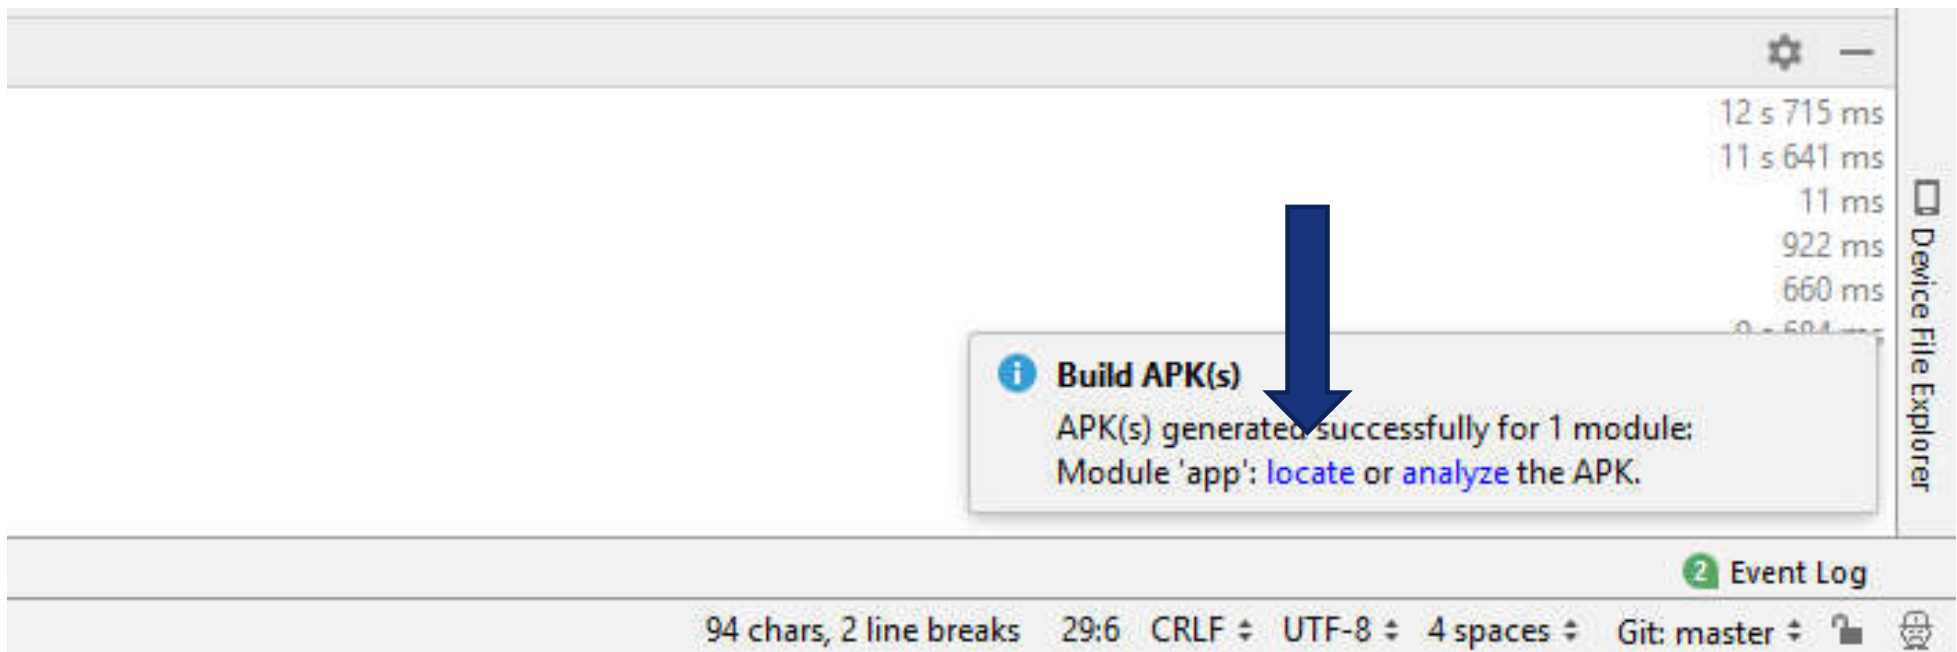 12 s 715 ms
11 s 641 ms
11 ms
922 ms
660 ms
Build APK(s)
APK(s) generated successfully for 1 module:
Module 'app': locate or analyze the APK.
Device File Explorer
2 Event Log
94 chars, 2 line breaks 29:6 CRLF UTF-8 4 spaces Git: master